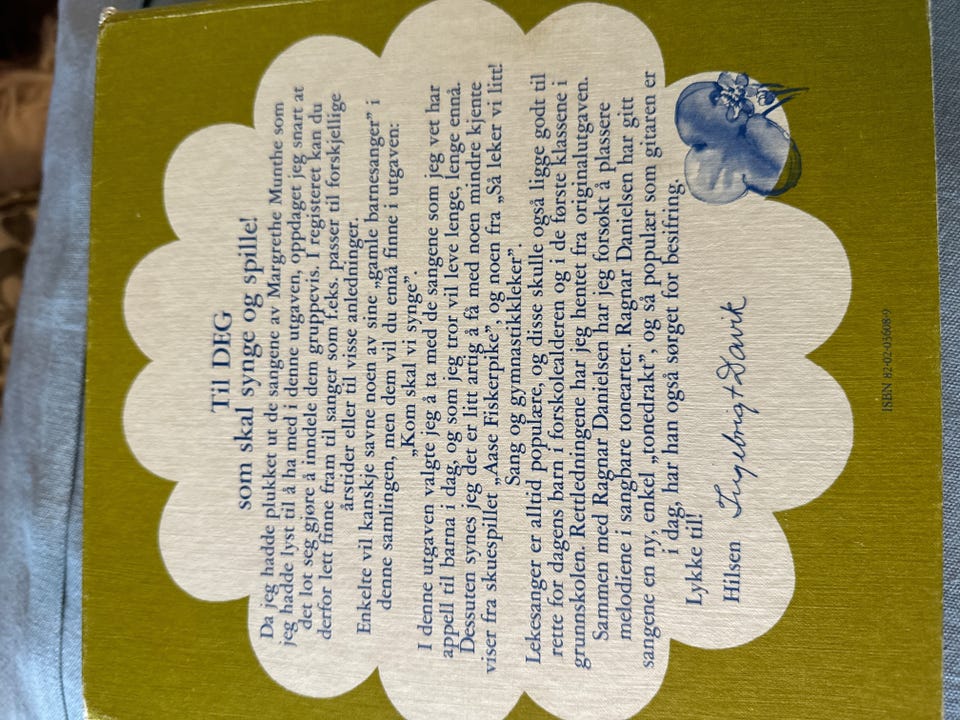 Til DEG
som skal synge og spille!
Da jeg hadde plukket ut de sangene av Margrethe Munthe som
jeg hadde lyst til å ha med i denne utgaven, oppdaget jeg snart at
det lot seg gjøre å inndele dem gruppevis. I registeret kan du
derfor lett finne fram til sanger som f.eks. passer til forskjellige
årstider eller til visse anledninger.
Enkelte vil kanskje savne noen av sine „gamle barnesanger” i
denne samlingen, men dem vil du ennå finne i utgaven:
„Kom skal vi synge”.
I denne utgaven valgte jeg å ta med de sangene som jeg vet har
appell til barna i dag, og som jeg tror vil leve lenge, lenge ennå.
Dessuten synes jeg det er litt artig å få med noen mindre kjente
viser fra skuespillet „Aase Fiskerpike”, og noen fra „Så leker vi litt!
Sang og gymnastikkleker”.
Lekesanger er alltid populære, og disse skulle også ligge godt til
rette for dagens barn i førskolealderen og i de første klassene i
grunnskolen. Rettledningene har jeg hentet fra originalutgaven.
Sammen med Ragnar Danielsen har jeg forsøkt å plassere
melodiene i sangbare tonearter. Ragnar Danielsen har gitt
sangene en ny, enkel „tonedrakt”, og så populær som gitaren er
i dag, har han også sørget for besifring.
Lykke til!
Hilsen Ingebrigt Davik
ISBN 82-02-03608-9